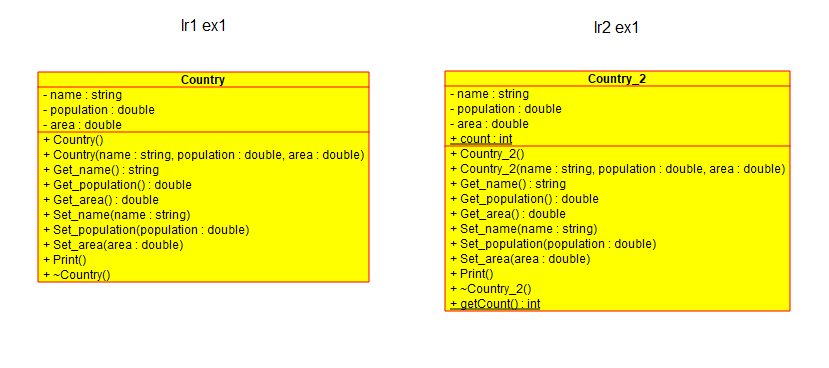 lr1 ex1
Country
- name : string
- population : double
- area : double
+ Country()
+ Country(name : string, population : double, area : double)
+ Get_name() : string
+ Get_population() : double
+ Get_area() : double
+ Set_name(name : string)
+ Set_population(population : double)
+ Set_area(area : double)
+ Print()
+ ~Country()
lr2 ex1
Country_2
- name : string
- population : double
- area : double
+ count : int
+ Country_2()
+ Country_2(name : string, population : double, area : double)
+ Get_name() : string
+ Get_population() : double
+ Get_area() : double
+ Set_name(name : string)
+ Set_population(population : double)
+ Set_area(area : double)
+ Print()
+ ~Country_2()
+ getCount() : int